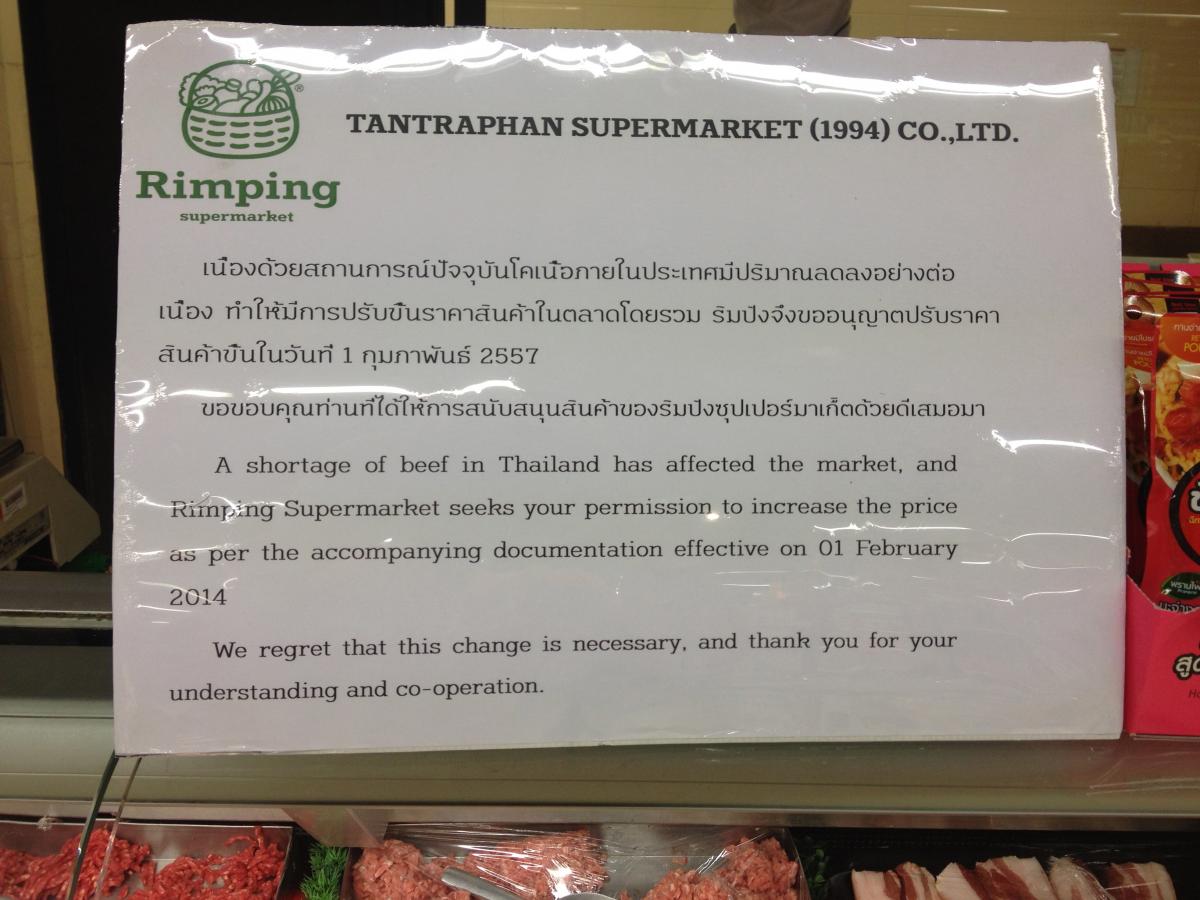 Rimping
supermarket
®
TANTRAPHAN SUPERMARKET (1994) CO.,LTD.
เนื่องด้วยสถานการณ์ปัจจุบันโคเนื้อภายในประเทศมีปริมาณลดลงอย่างต่อ
เนื่อง ทำให้มีการปรับขึ้นราคาสินค้าในตลาดโดยรวม ริมปิงจึงขออนุญาตปรับราคา
สินค้าขึ้นในวันที่ 1 กุมภาพันธ์ 2557
ขอขอบคุณท่านที่ได้ให้การสนับสนุนสินค้าของริมปิงซุปเปอร์มาเก็ตด้วยดีเสมอมา
A shortage of beef in Thailand has affected the market, and
Rimping Supermarket seeks your permission to increase the price
as per the accompanying documentation effective on 01 February
2014
We regret that this change is necessary, and thank you for your
understanding and co-operation.